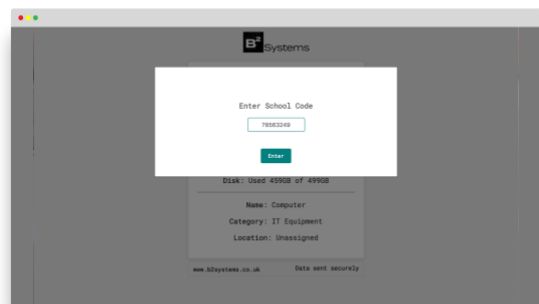 B² Systems
Enter School Code
78563249
Enter
Disk: Used 459GB of 499GB
Name: Computer
Category: IT Equipment
Location: Unassigned
www.b2systems.co.uk Data sent securely